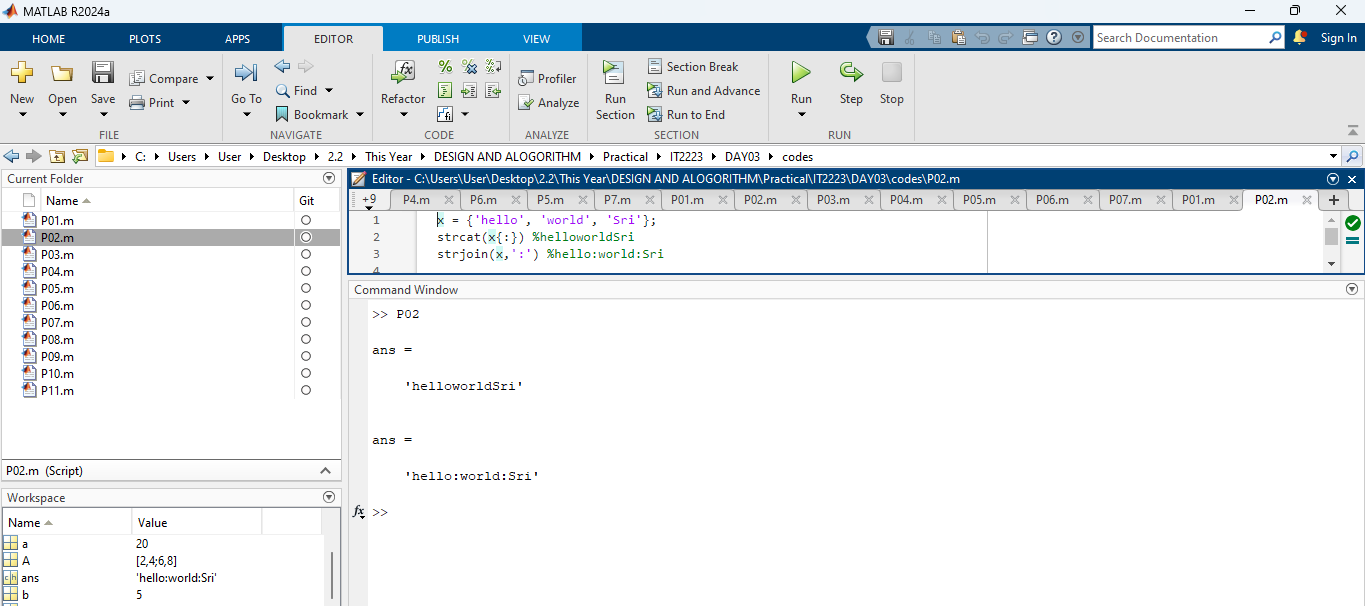 MATLAB R2024a
HOME PLOTS APPS EDITOR PUBLISH VIEW Search Documentation Sign In
New Open Save Compare Print
FILE
Go To Find Bookmark
NAVIGATE
Refactor
CODE
Profiler Analyze
ANALYZE
Run Section Section Break Run and Advance Run to End
SECTION
Run Step Stop
RUN
C: Users User Desktop 2.2 This Year DESIGN AND ALOGORITHM Practical IT2223 DAY03 codes
Current Folder
Name Git
P01.m
P02.m
P03.m
P04.m
P05.m
P06.m
P07.m
P08.m
P09.m
P10.m
P11.m
P02.m (Script)
Workspace
Name Value
a 20
A [2,4;6,8]
ans 'hello:world:Sri'
b 5
Editor - C:\Users\User\Desktop\2.2\This Year\DESIGN AND ALOGORITHM\Practical\IT2223\DAY03\codes\P02.m
+9 P4.m P6.m P5.m P7.m P01.m P02.m P03.m P04.m P05.m P06.m P07.m P01.m P02.m
1 x = {'hello', 'world', 'Sri'};
2 strcat(x{:}) %helloworldSri
3 strjoin(x,':') %hello:world:Sri
4
Command Window
>> P02
ans =
'helloworldSri'
ans =
'hello:world:Sri'
fx >>